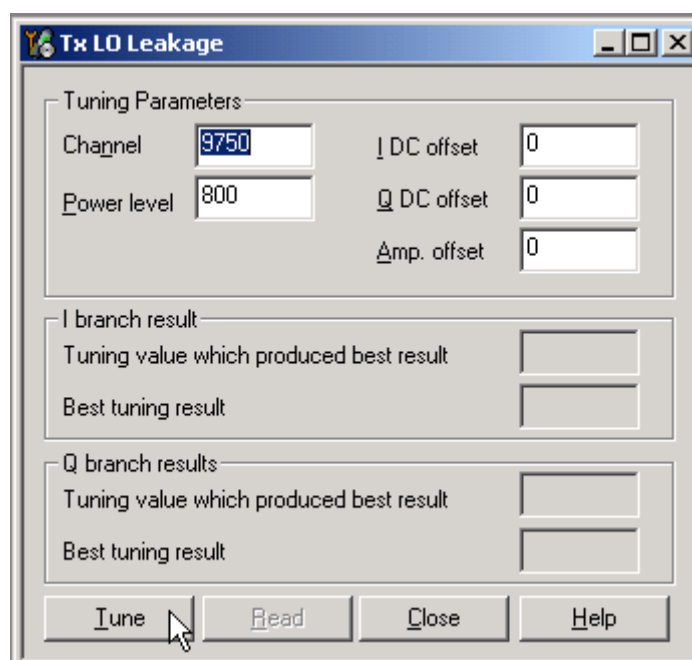 Tx LO Leakage
Tuning Parameters
Channel 9750 I DC offset 0
Power level 800 Q DC offset 0
Amp. offset 0
I branch result
Tuning value which produced best result
Best tuning result
Q branch results
Tuning value which produced best result
Best tuning result
Tune Read Close Help